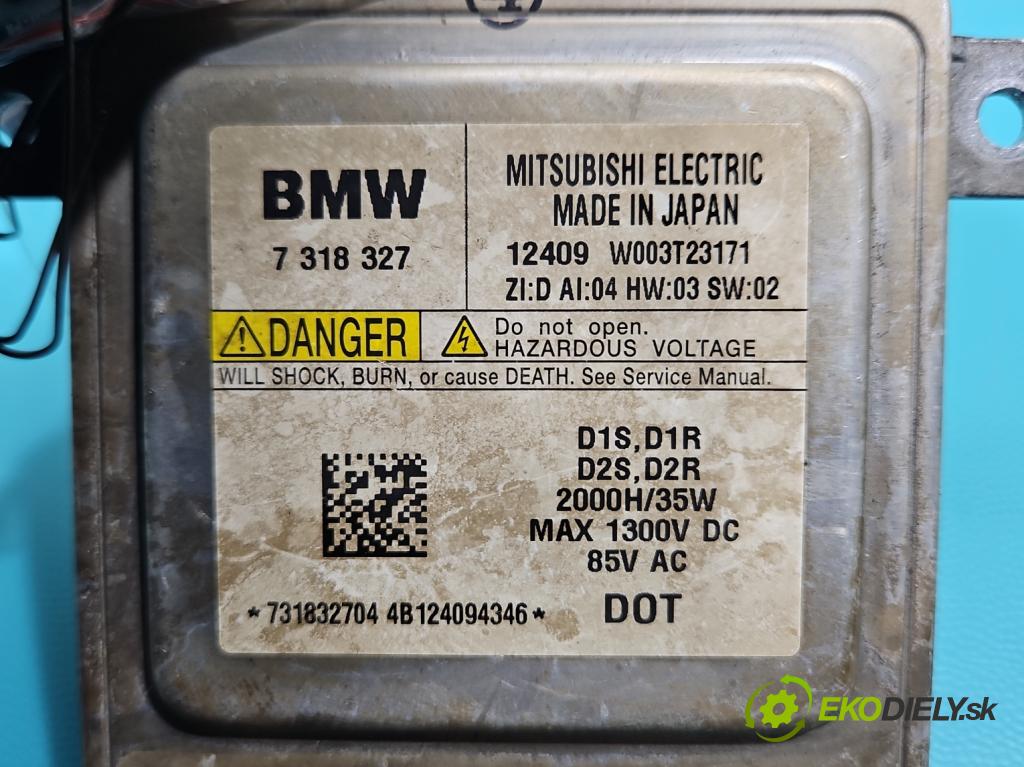 BMW
7 318 327
MITSUBISHI ELECTRIC
MADE IN JAPAN
12409 W003T23171
ZI:D AI:04 HW:03 SW:02
DANGER
Do not open.
HAZARDOUS VOLTAGE
WILL SHOCK, BURN, or cause DEATH. See Service Manual.
D1S,D1R
D2S,D2R
2000H/35W
MAX 1300V DC
85V AC
*731832704 4B124094346*
DOT
EKODIELY.sk